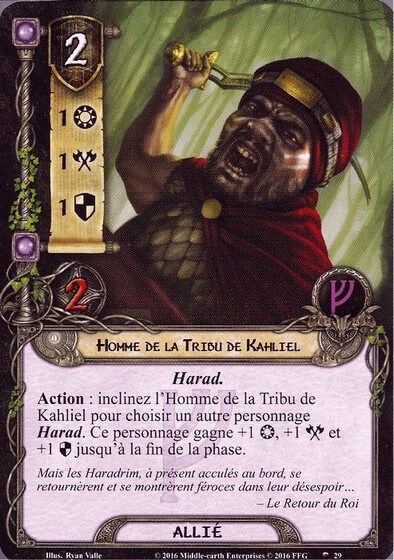 2
1
1
1
2
Homme de la Tribu de Kahliel
Harad.
Action : inclinez l'Homme de la Tribu de
Kahliel pour choisir un autre personnage
Harad. Ce personnage gagne +1 , +1 et
+1 jusqu'à la fin de la phase.
Mais les Haradrim, à présent acculés au bord, se
retournèrent et se montrèrent féroces dans leur désespoir…
– Le Retour du Roi
Allié
Illus. Ryan Valle
© 2016 Middle-earth Enterprises © 2016 FFG
29